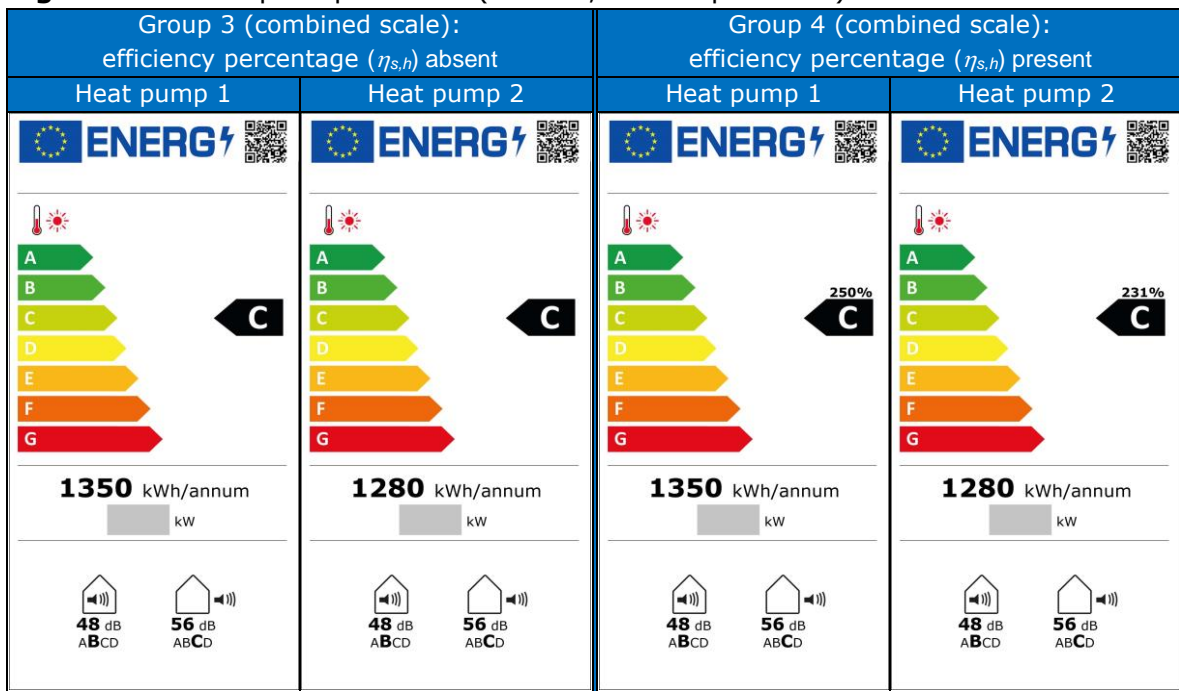 Group 3 (combined scale):
efficiency percentage (ηs,h) absent
Heat pump 1
ENERG
A
B
C
C
D
E
F
G
1350 kWh/annum
kW
48 dB
ABCD
56 dB
ABCD
Heat pump 2
ENERG
A
B
C
C
D
E
F
G
1280 kWh/annum
kW
48 dB
ABCD
56 dB
ABCD
Group 4 (combined scale):
efficiency percentage (ηs,h) present
Heat pump 1
ENERG
A
B
250%
C
C
D
E
F
G
1350 kWh/annum
kW
48 dB
ABCD
56 dB
ABCD
Heat pump 2
ENERG
A
B
231%
C
C
D
E
F
G
1280 kWh/annum
kW
48 dB
ABCD
56 dB
ABCD